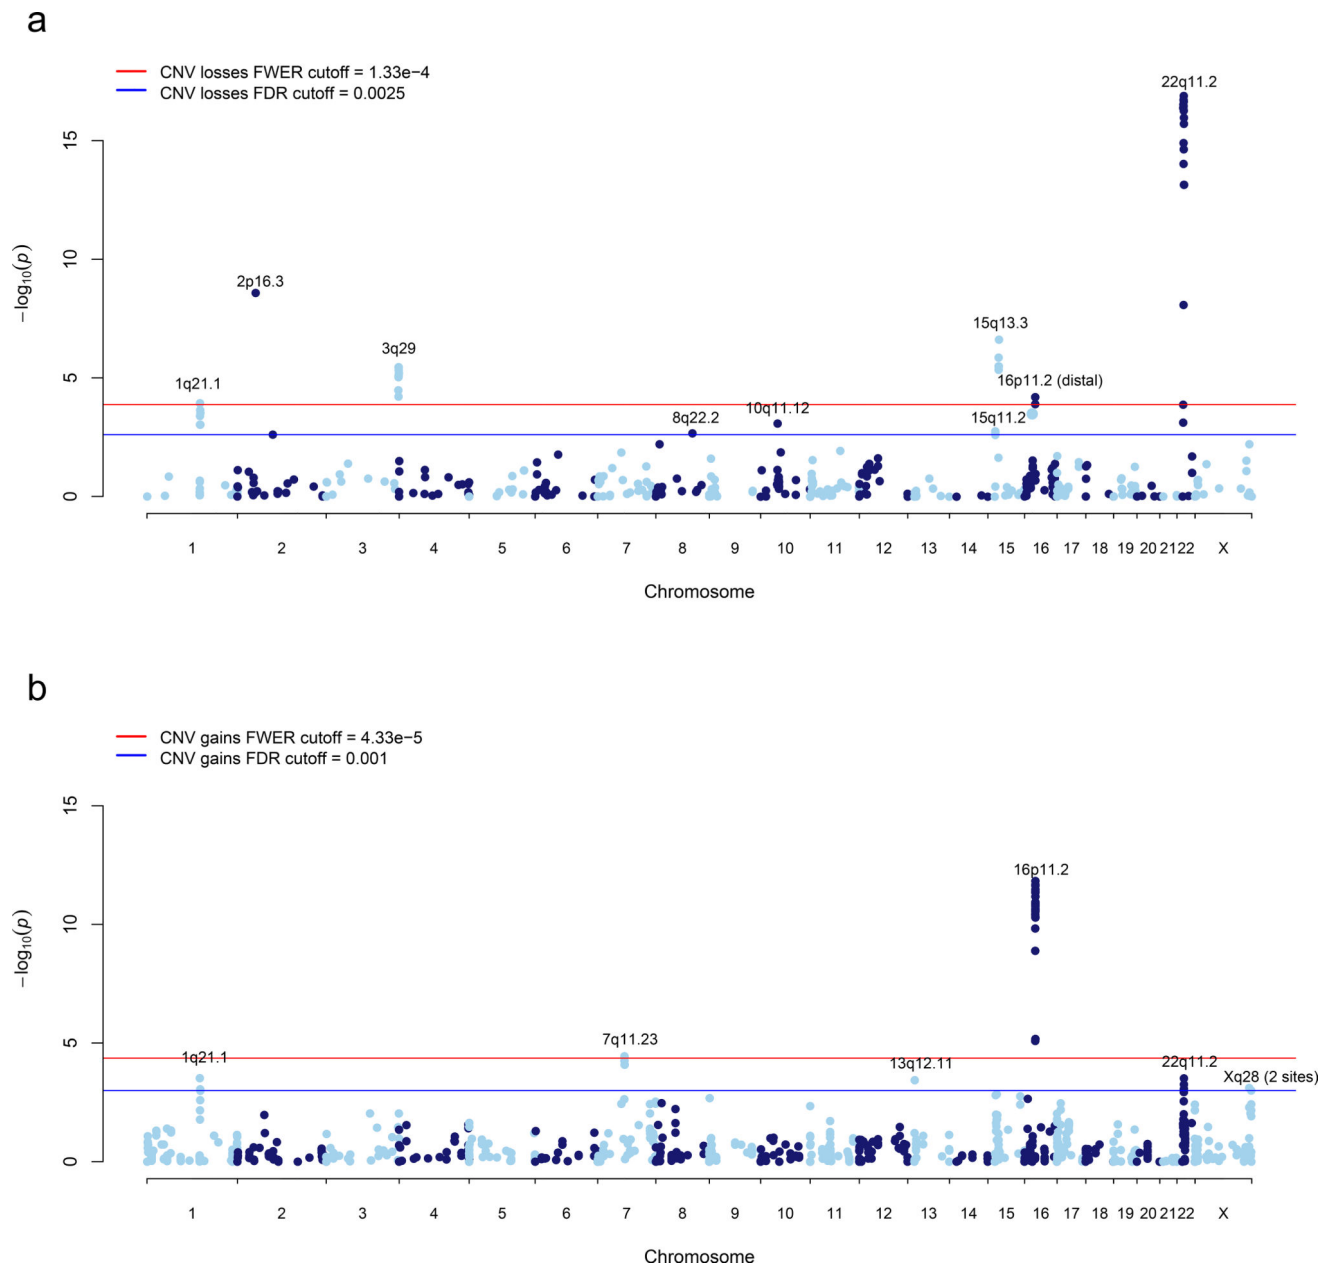 a
CNV losses FWER cutoff = 1.33e−4
CNV losses FDR cutoff = 0.0025
22q11.2
15
−log10(p)
10
2p16.3
15q13.3
3q29
5
1q21.1
16p11.2 (distal)
10q11.12
8q22.2
15q11.2
0
1 2 3 4 5 6 7 8 9 10 11 12 13 14 15 16 17 18 19 20 21 22 X
Chromosome
b
CNV gains FWER cutoff = 4.33e−5
CNV gains FDR cutoff = 0.001
15
16p11.2
−log10(p)
10
5
7q11.23
1q21.1
13q12.11
22q11.2
Xq28 (2 sites)
0
1 2 3 4 5 6 7 8 9 10 11 12 13 14 15 16 17 18 19 20 21 22 X
Chromosome